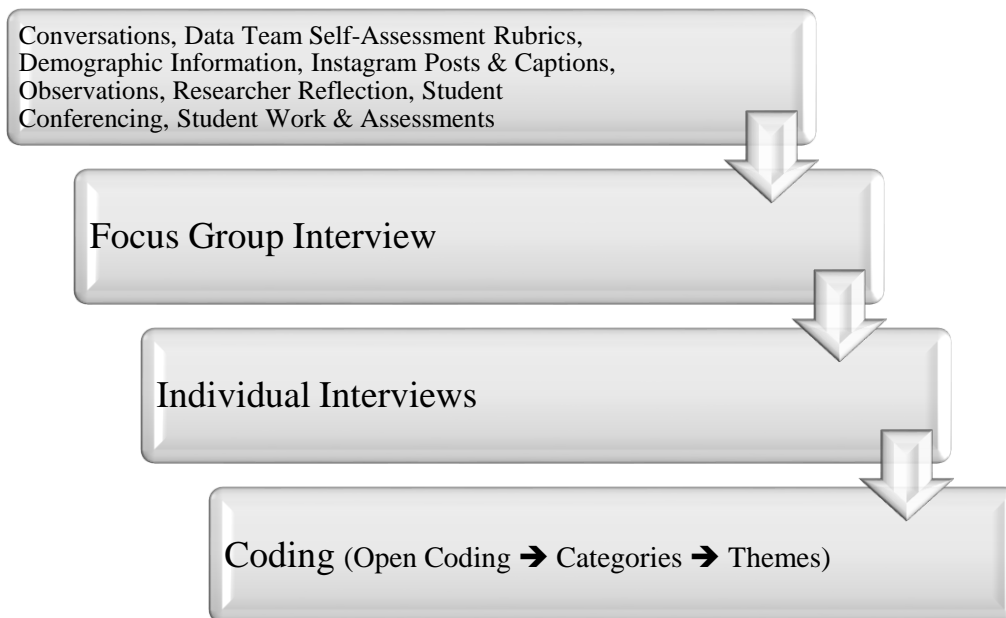 Conversations, Data Team Self-Assessment Rubrics,
Demographic Information, Instagram Posts & Captions,
Observations, Researcher Reflection, Student
Conferencing, Student Work & Assessments
Focus Group Interview
Individual Interviews
Coding (Open Coding ➔ Categories ➔ Themes)